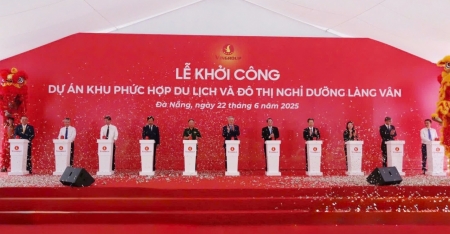 VINGROUP
LỄ KHỞI CÔNG
DỰ ÁN KHU PHỨC HỢP DU LỊCH VÀ ĐÔ THỊ NGHỈ DƯỠNG LÀNG VÂN
Đà Nẵng, ngày 22 tháng 6 năm 2025